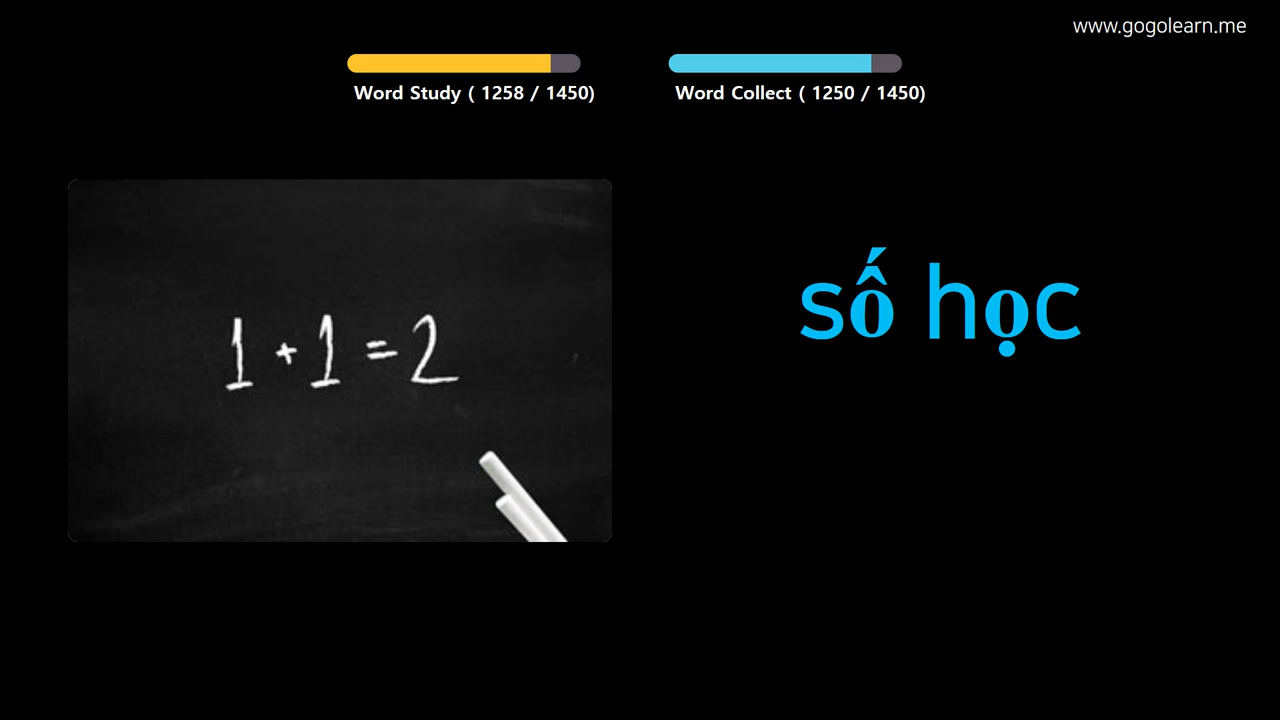 www.gogolearn.me
Word Study ( 1258 / 1450)
Word Collect ( 1250 / 1450)
1 + 1 = 2
số học